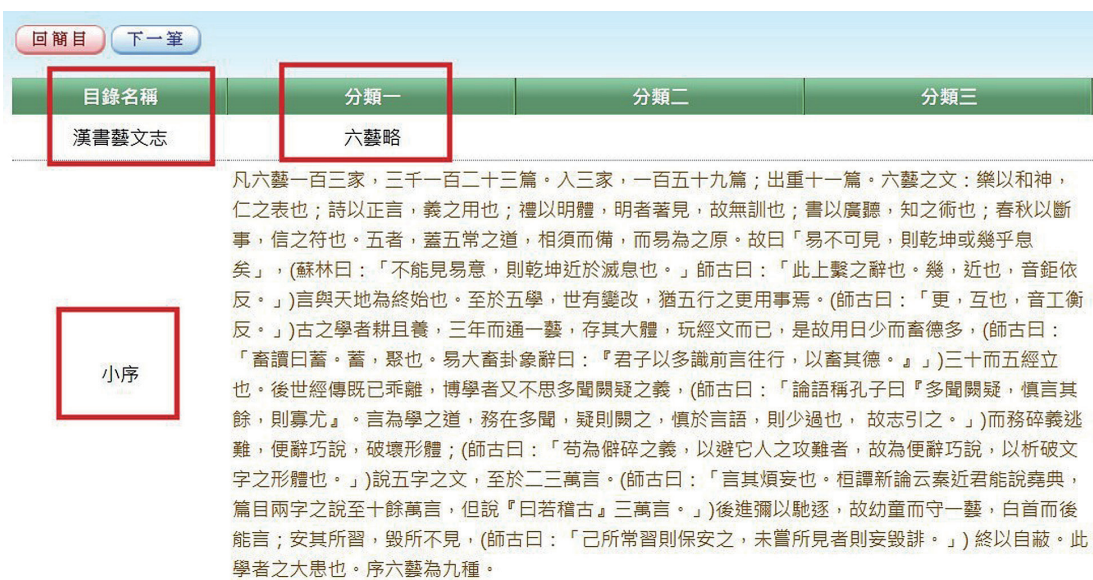 回簡目 下一筆
目錄名稱 分類一 分類二 分類三
漢書藝文志 六藝略
小序
凡六藝一百三家，三千一百二十三篇。入三家，一百五十九篇；出重十一篇。六藝之文：樂以和神，
仁之表也；詩以正言，義之用也；禮以明體，明者著見，故無訓也；書以廣聽，知之術也；春秋以斷
事，信之符也。五者，蓋五常之道，相須而備，而易為之原。故曰「易不可見，則乾坤或幾乎息
矣」，(蘇林曰：「不能見易意，則乾坤近於滅息也。」師古曰：「此上繫之辭也。幾，近也，音鉅依
反。」)言與天地為終始也。至於五學，世有變改，猶五行之更用事焉。(師古曰：「更，互也，音工衡
反。」)古之學者耕且養，三年而通一藝，存其大體，玩經文而已，是故用日少而畜德多，(師古曰：
「畜讀曰蓄。蓄，聚也。易大畜卦象辭曰：『君子以多識前言往行，以畜其德。』」)三十而五經立
也。後世經傳既已乖離，博學者又不思多聞闕疑之義，(師古曰：「論語稱孔子曰『多聞闕疑，慎言其
餘，則寡尤』。言為學之道，務在多聞，疑則闕之，慎於言語，則少過也， 故志引之。」)而務碎義逃
難，便辭巧說，破壞形體；(師古曰：「苟為僻碎之義，以避它人之攻難者，故為便辭巧說，以析破文
字之形體也。」)說五字之文，至於二三萬言。(師古曰：「言其煩妄也。桓譚新論云秦近君能說堯典，
篇目兩字之說至十餘萬言，但說『曰若稽古』三萬言。」)後進彌以馳逐，故幼童而守一藝，白首而後
能言；安其所習，毀所不見，(師古曰：「己所常習則保安之，未嘗所見者則妄毀誹。」) 終以自蔽。此
學者之大患也。序六藝為九種。